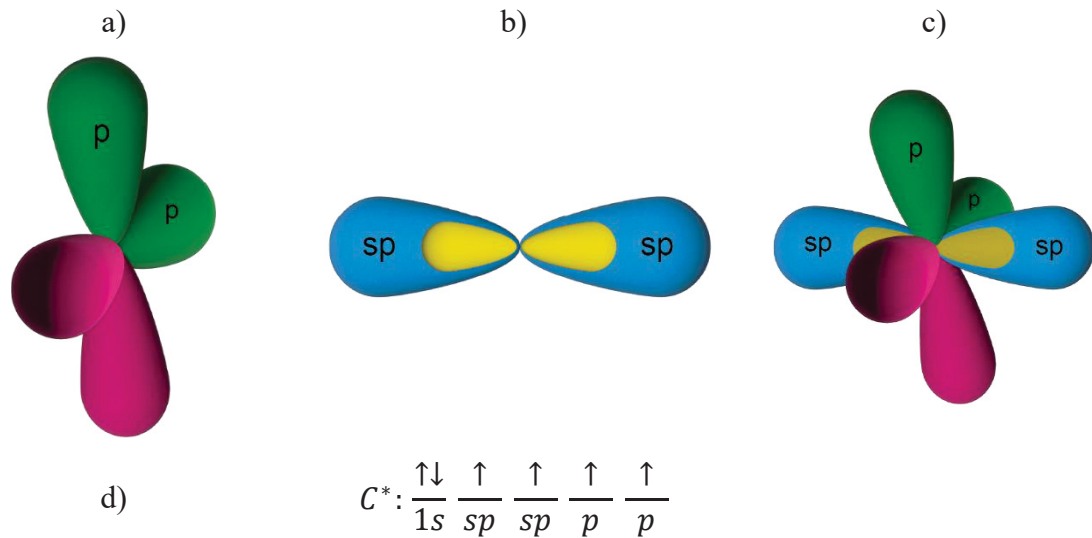 a) b) c)
p
p
sp sp
p
p
sp sp
d) C*: ↑↓/1s ↑/sp ↑/sp ↑/p ↑/p